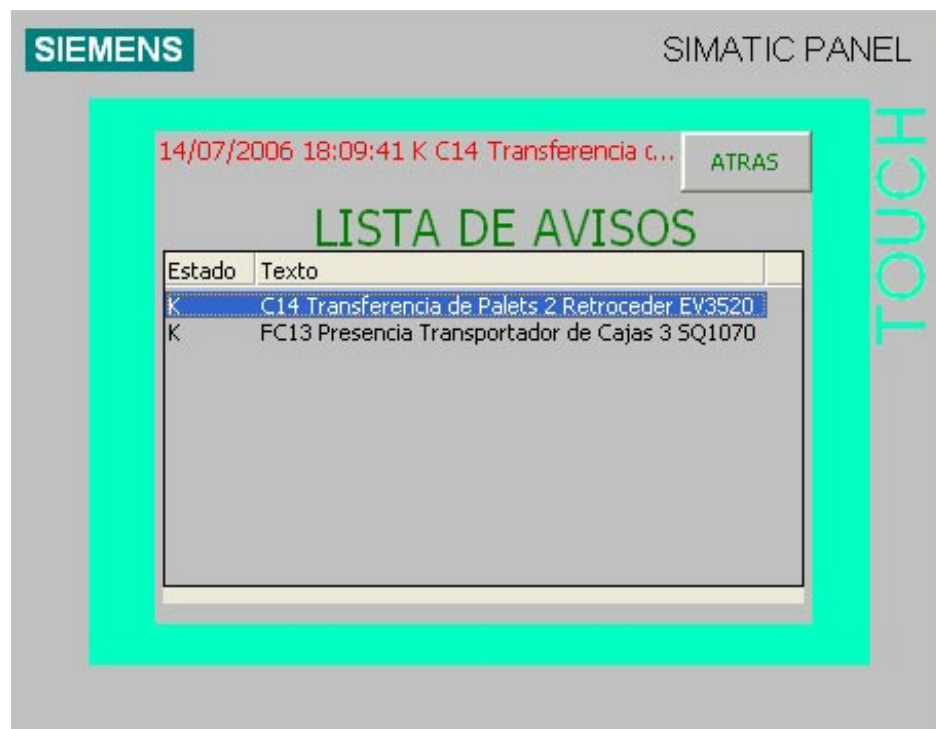 SIEMENS
SIMATIC PANEL
TOUCH
14/07/2006 18:09:41 K C14 Transferencia c...
ATRAS
LISTA DE AVISOS
Estado Texto
K C14 Transferencia de Palets 2 Retroceder EV3520
K FC13 Presencia Transportador de Cajas 3 SQ1070